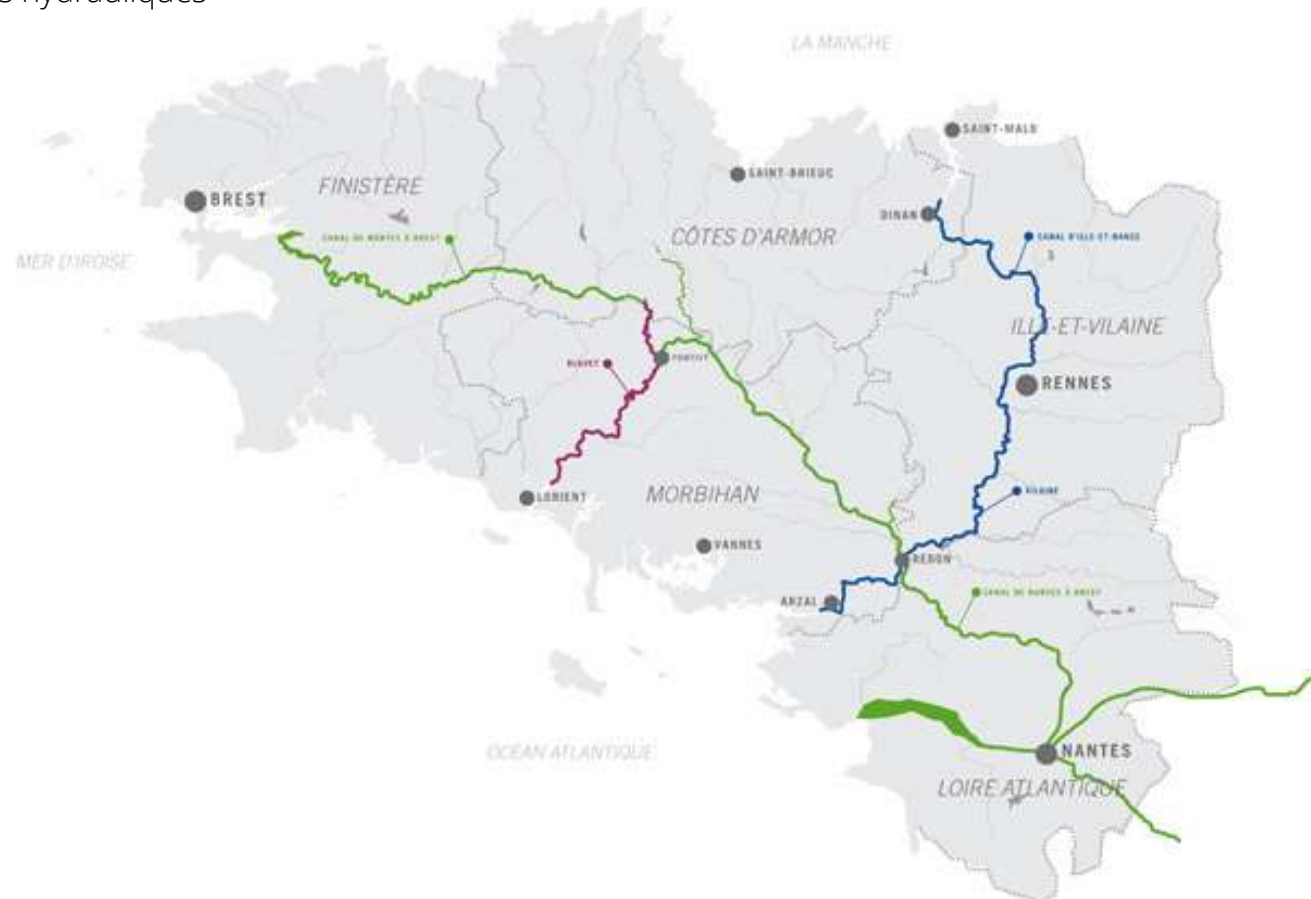 s hydrauliques
LA MANCHE
SAINT-MALO
SAINT-BRIEUC
FINISTÈRE
BREST
DINAN
CANAL DE NANTES À BREST
CÔTES D'ARMOR
CANAL D'ILLE-ET-RANCE
MER D'IROISE
ILLE-ET-VILAINE
PONTIVY
BLAVET
RENNES
LORIENT
MORBIHAN
VILAINE
VANNES
REDON
ARZAL
CANAL DE NANTES À BREST
OCÉAN ATLANTIQUE
NANTES
LOIRE ATLANTIQUE